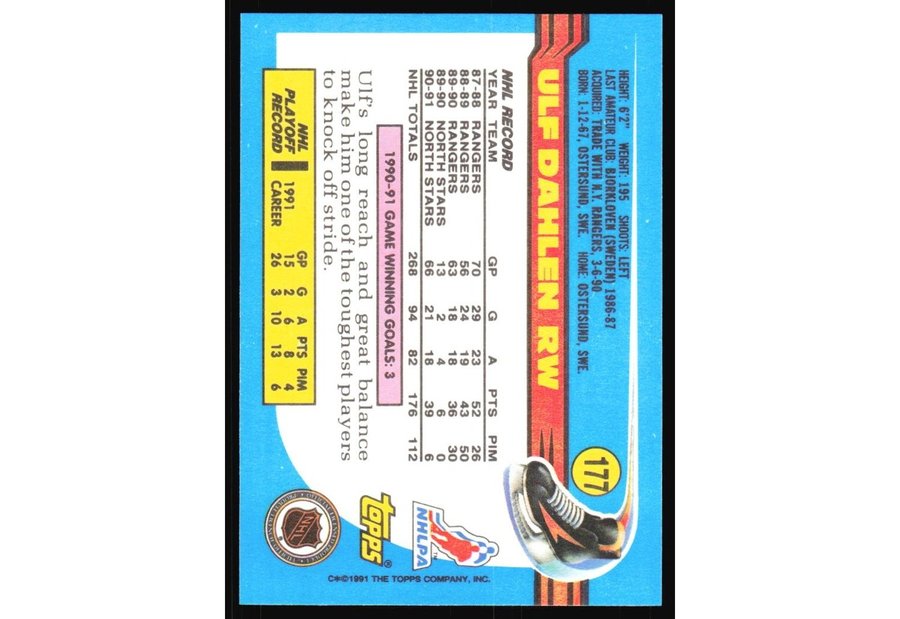 177
ULF DAHLEN RW
HEIGHT: 6'2" WEIGHT: 195 SHOOTS: LEFT
LAST AMATEUR CLUB: BJORKLOVEN (SWEDEN) 1986-87
ACQUIRED: TRADE WITH N.Y. RANGERS, 3-6-90
BORN: 1-12-67, OSTERSUND, SWE. HOME OSTERSUND, SWE.
NHL RECORD
YEAR TEAM GP G A PTS PIM
87-88 RANGERS 70 29 23 52 26
88-89 RANGERS 56 24 19 43 50
89-90 RANGERS 63 18 18 36 30
89-90 NORTH STARS 13 2 4 6 0
90-91 NORTH STARS 66 21 18 39 6
NHL TOTALS 268 94 82 176 112
1990-91 GAME WINNING GOALS: 3
Ulf's long reach and great balance
make him one of the toughest players
to knock off stride.
NHL PLAYOFF RECORD
GP G A PTS PIM
1991 15 2 6 8 4
CAREER 26 3 10 13 6
NHLPA
TM
TOPPS®
NHL
C*©1991 THE TOPPS COMPANY, INC.